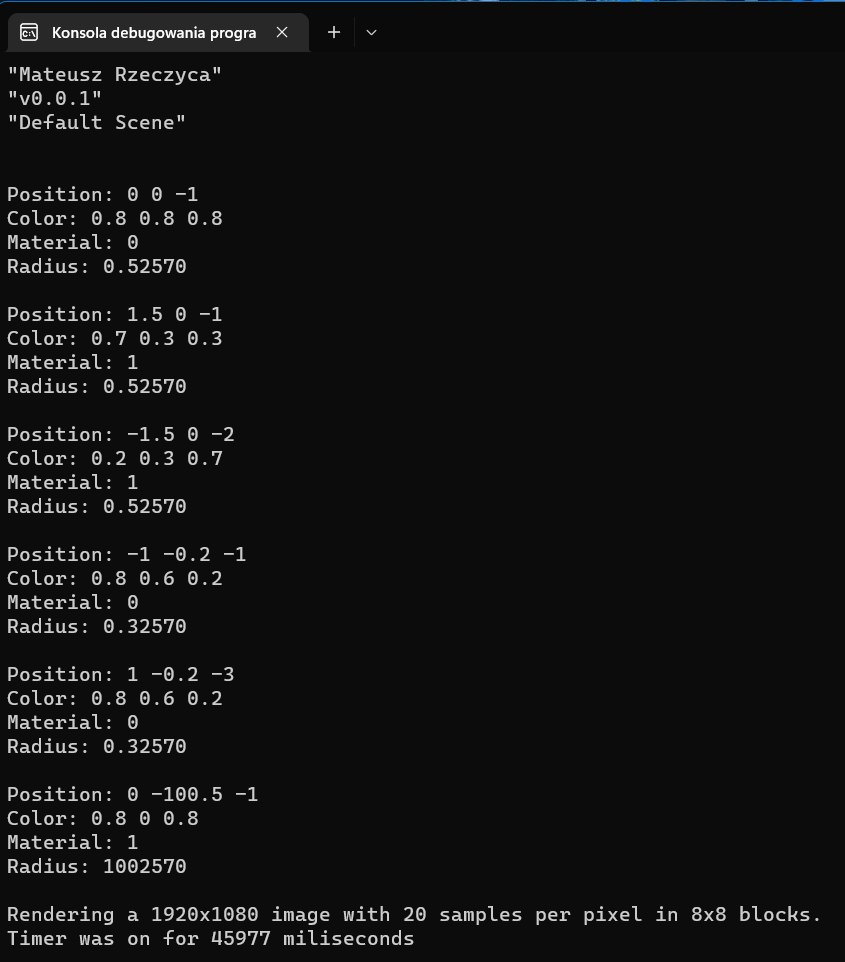 Konsola debugowania progra
"Mateusz Rzeczyca"
"v0.0.1"
"Default Scene"
Position: 0 0 -1
Color: 0.8 0.8 0.8
Material: 0
Radius: 0.52570
Position: 1.5 0 -1
Color: 0.7 0.3 0.3
Material: 1
Radius: 0.52570
Position: -1.5 0 -2
Color: 0.2 0.3 0.7
Material: 1
Radius: 0.52570
Position: -1 -0.2 -1
Color: 0.8 0.6 0.2
Material: 0
Radius: 0.32570
Position: 1 -0.2 -3
Color: 0.8 0.6 0.2
Material: 0
Radius: 0.32570
Position: 0 -100.5 -1
Color: 0.8 0 0.8
Material: 1
Radius: 1002570
Rendering a 1920x1080 image with 20 samples per pixel in 8x8 blocks.
Timer was on for 45977 miliseconds